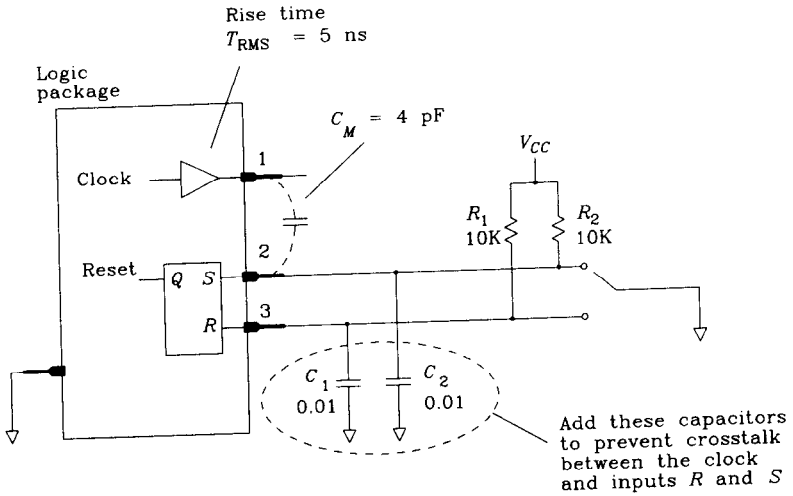 Rise time
T_RMS = 5 ns
Logic
package
C_M = 4 pF
1
Clock
V_CC
R_1
10K
R_2
10K
2
Reset
Q
S
3
R
C_1
0.01
C_2
0.01
Add these capacitors
to prevent crosstalk
between the clock
and inputs R and S